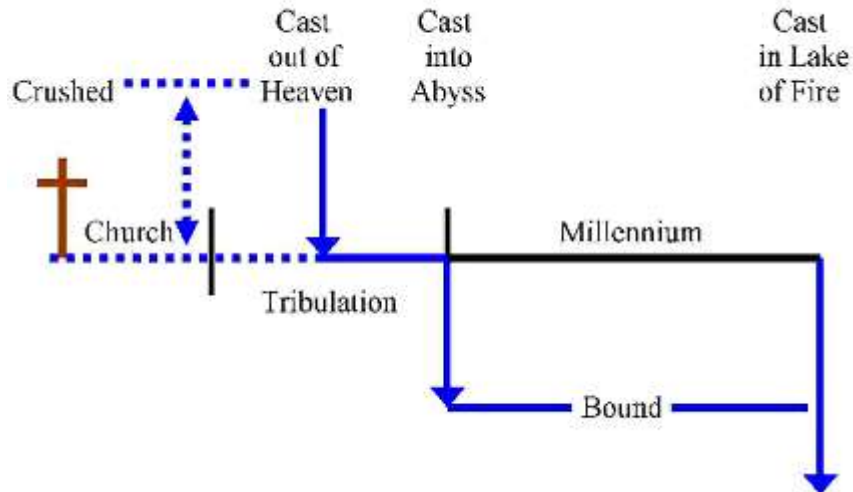 Crushed
Cast
out of
Heaven
Cast
into
Abyss
Cast
in Lake
of Fire
Church
Tribulation
Millennium
Bound